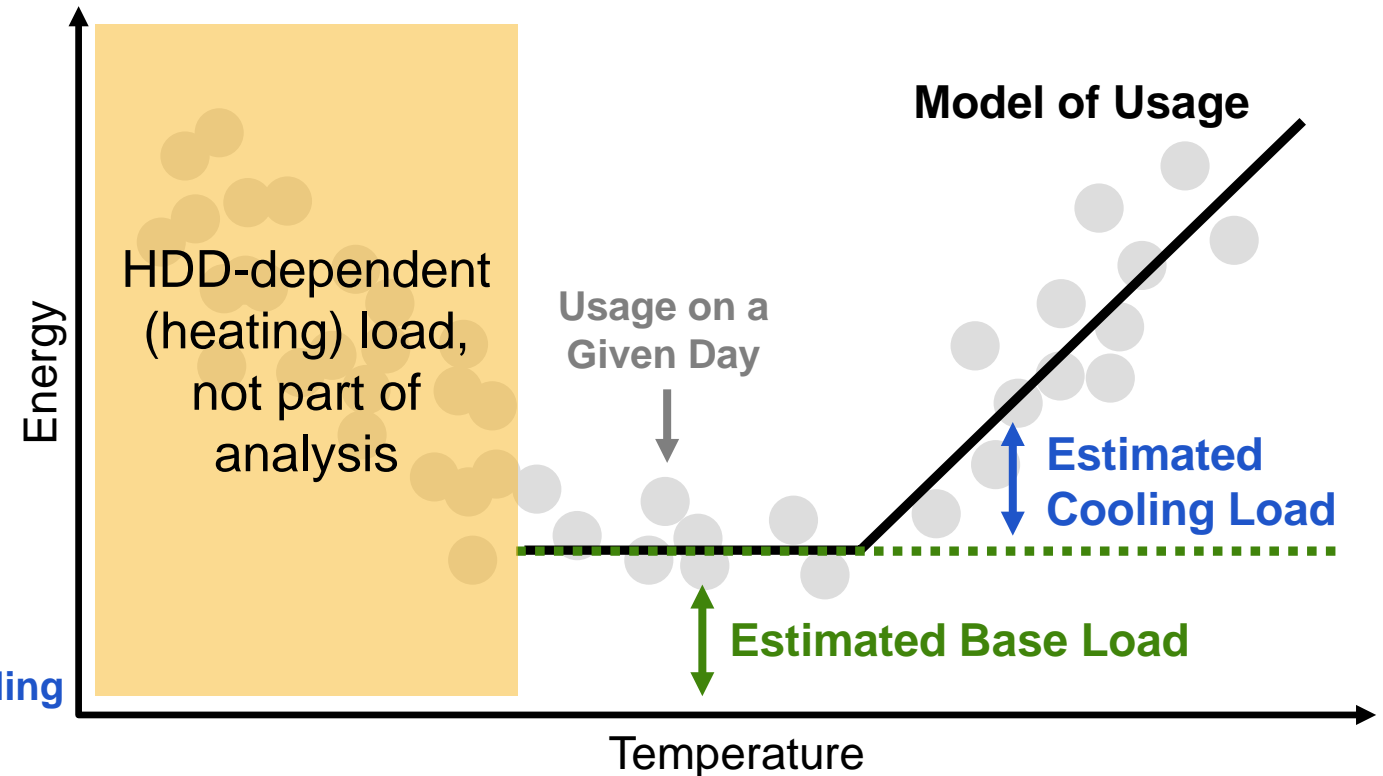 Model of Usage
HDD-dependent
(heating) load,
not part of
analysis
Usage on a
Given Day
Energy
Estimated
Cooling Load
Estimated Base Load
ling
Temperature